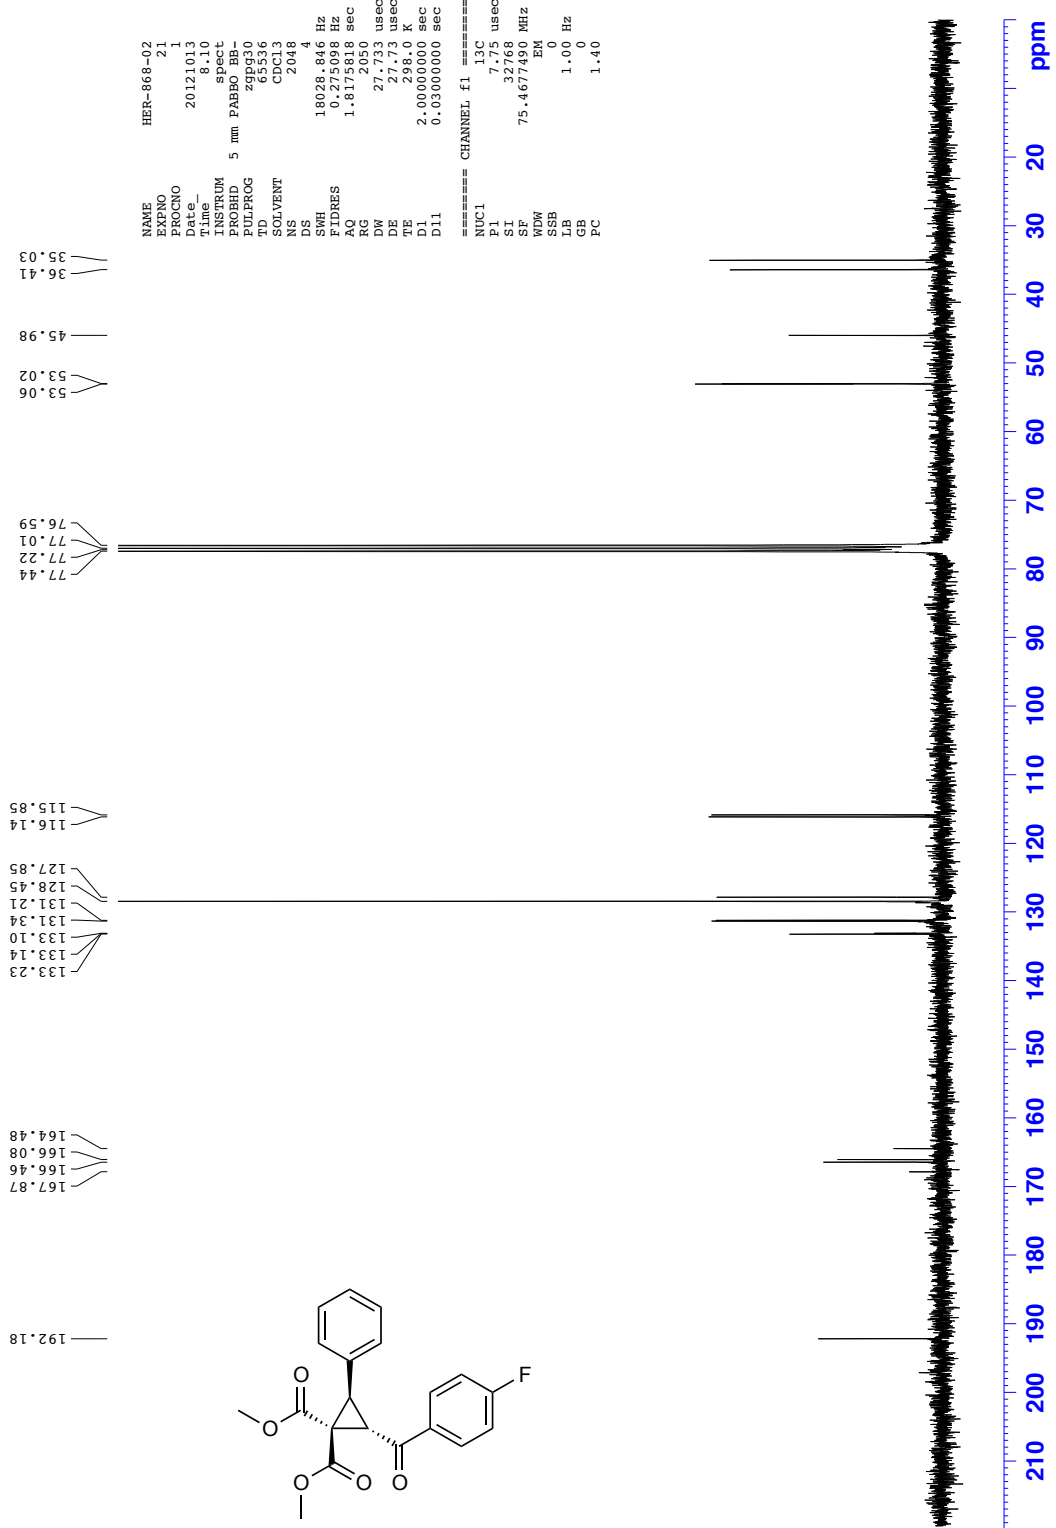 HER-868-02
NAME HER-868-02
EXPNO 21
PROCNO 1
Date_ 20121013
Time 8.10
INSTRUM spect
PROBHD 5 mm PABBO BB-
PULPROG zgpg30
TD 65536
SOLVENT CDCl3
NS 2048
DS 4
SWH 18028.846 Hz
FIDRES 0.275098 Hz
AQ 1.8175818 sec
RG 2050
DW 27.733 usec
DE 27.73 usec
TE 298.0 K
D1 2.00000000 sec
D11 0.03000000 sec
======== CHANNEL f1 ========
NUC1 13C
P1 7.75 usec
SI 32768
SF 75.4677490 MHz
WDW EM
SSB 0
LB 1.00 Hz
GB 0
PC 1.40
192.18
167.87
166.46
166.08
164.48
133.23
133.14
133.10
131.34
131.21
128.45
127.85
116.14
115.85
77.44
77.22
77.01
76.59
53.06
53.02
45.98
36.41
35.03
O
O
O
O
O
F
210 200 190 180 170 160 150 140 130 120 110 100 90 80 70 60 50 40 30 20 ppm